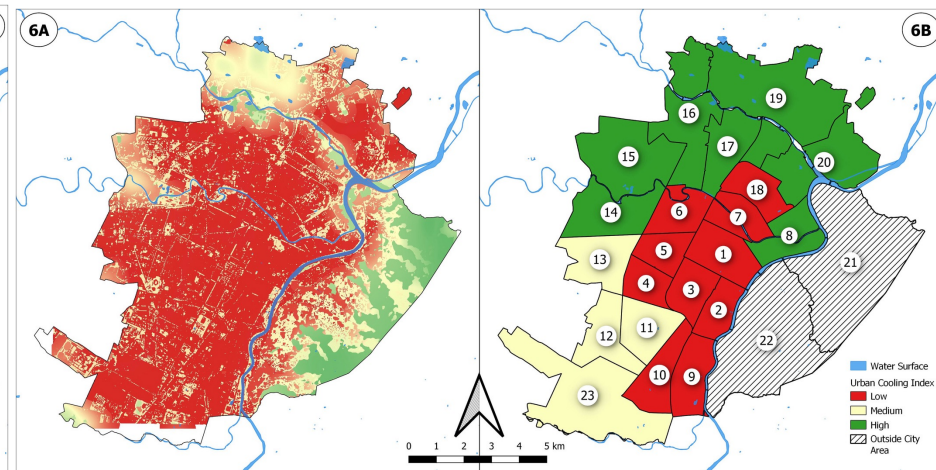 6A
6B
19
16
17
15
20
18
14
6
7
8
13
5
1
21
4
3
2
12
11
22
10
9
23
Water Surface
Urban Cooling Index
Low
Medium
High
Outside City
Area
0 1 2 3 4 5 km